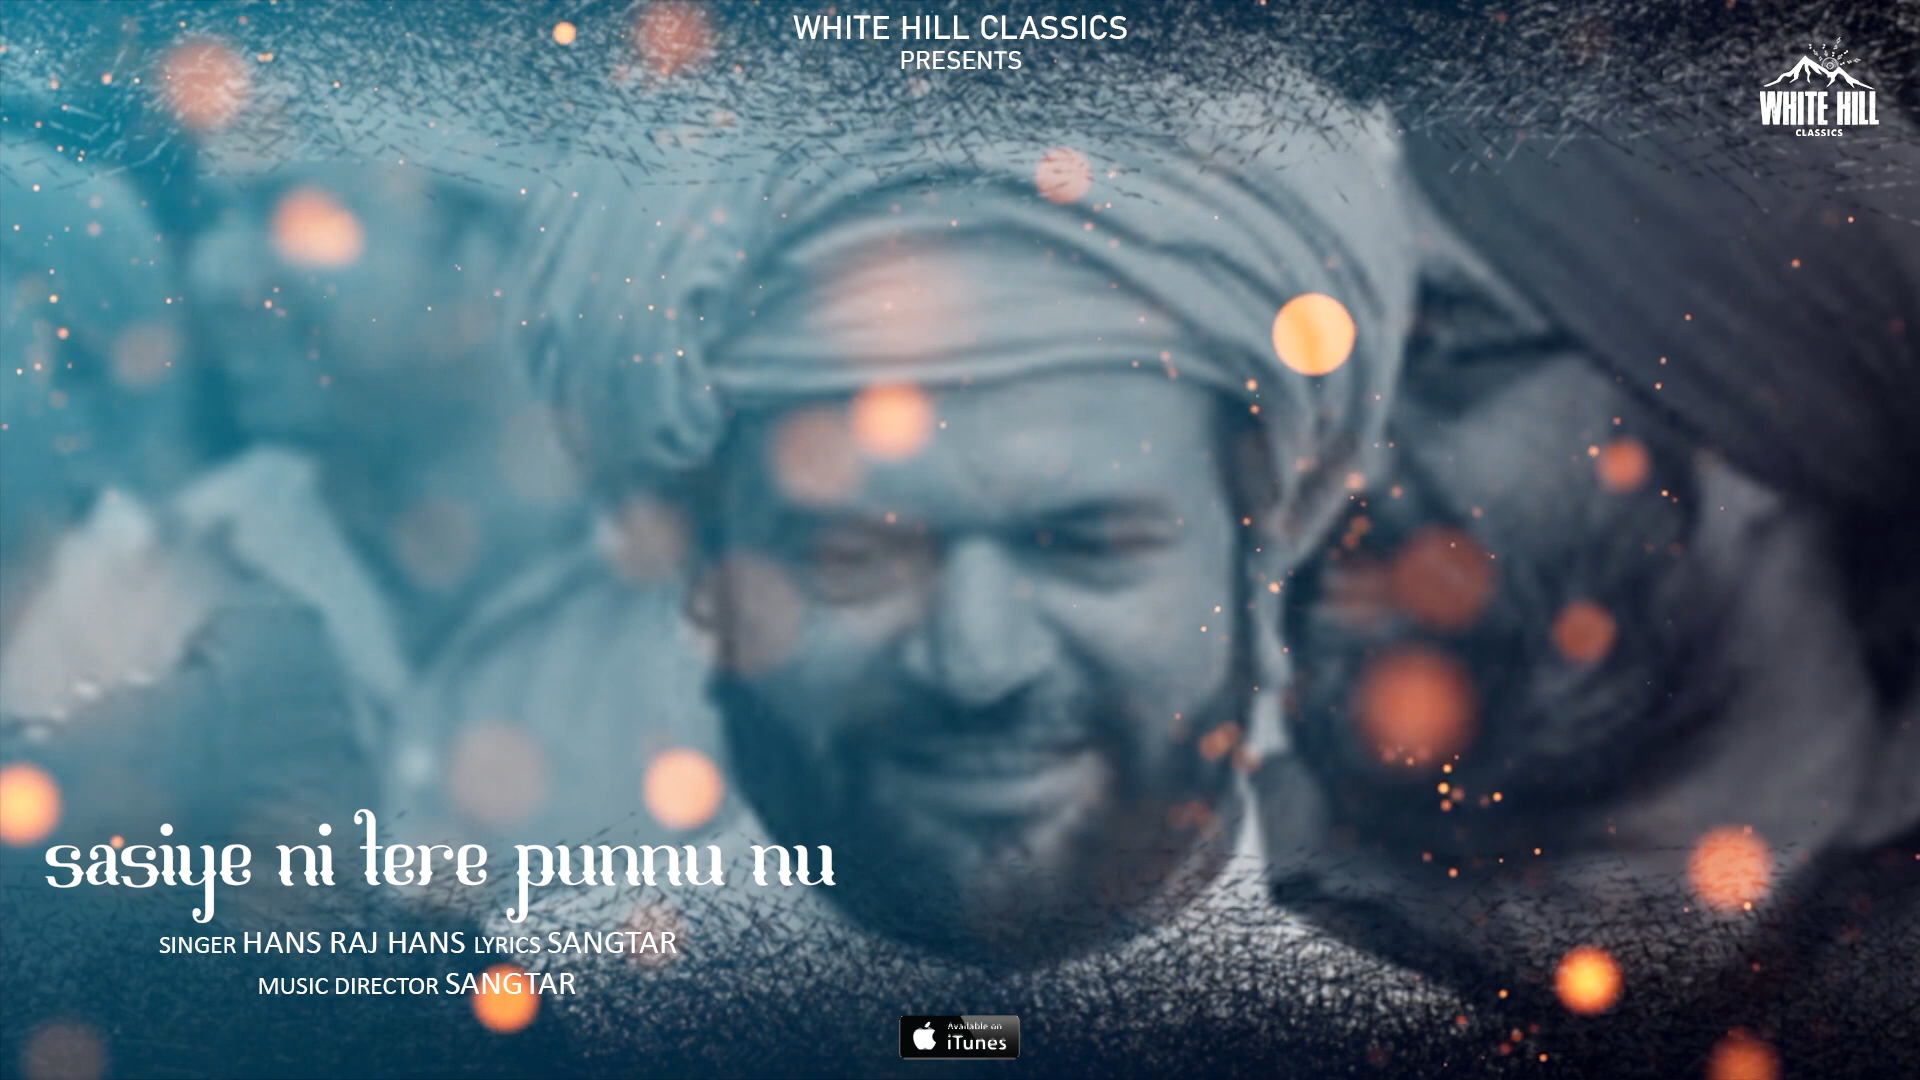 WHITE HILL CLASSICS
PRESENTS
WHITE HILL
CLASSICS
sasiye ni tere punnu nu
SINGER HANS RAJ HANS LYRICS SANGTAR
MUSIC DIRECTOR SANGTAR
Available on
iTunes